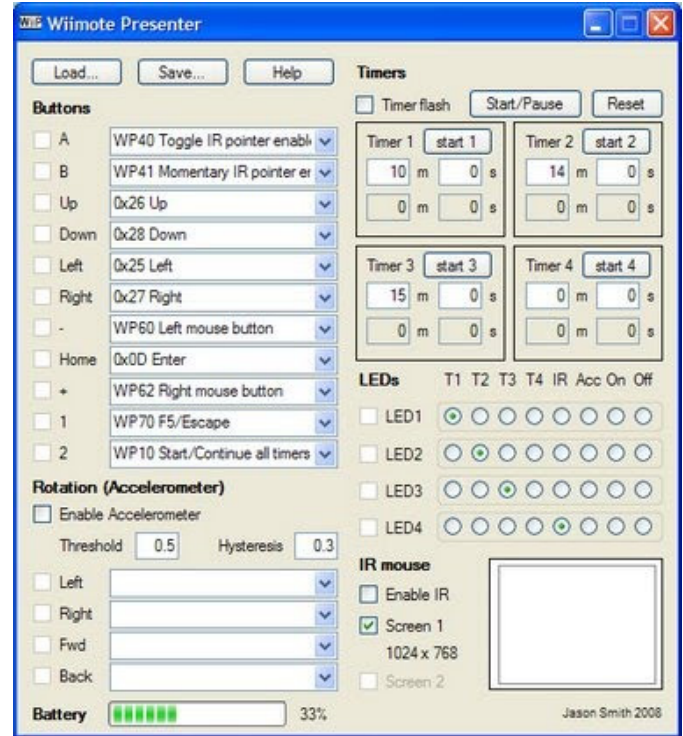 WiiP Wiimote Presenter
Load... Save... Help
Buttons
A WP40 Toggle IR pointer enabl
B WP41 Momentary IR pointer er
Up 0x26 Up
Down 0x28 Down
Left 0x25 Left
Right 0x27 Right
- WP60 Left mouse button
Home 0x0D Enter
+ WP62 Right mouse button
1 WP70 F5/Escape
2 WP10 Start/Continue all timers
Rotation (Accelerometer)
Enable Accelerometer
Threshold 0.5 Hysteresis 0.3
Left
Right
Fwd
Back
Battery 33%
Timers
Timer flash Start/Pause Reset
Timer 1 start 1
10 m 0 s
0 m 0 s
Timer 2 start 2
14 m 0 s
0 m 0 s
Timer 3 start 3
15 m 0 s
0 m 0 s
Timer 4 start 4
0 m 0 s
0 m 0 s
LEDs T1 T2 T3 T4 IR Acc On Off
LED1
LED2
LED3
LED4
IR mouse
Enable IR
Screen 1
1024 x 768
Screen 2
Jason Smith 2008